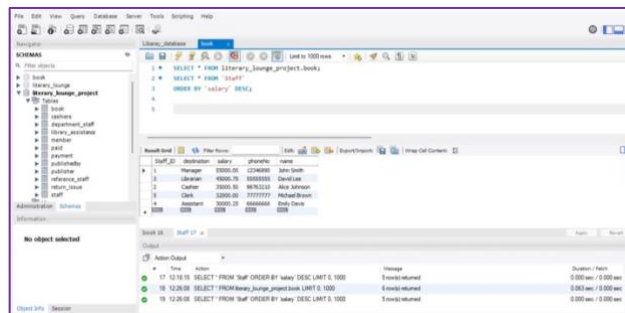 File Edit View Query Database Server Tools Scripting Help
Navigator
SCHEMAS
Filter objects
book
literary_lounge
literary_lounge_project
Tables
book
cashiers
department_staff
library_assistance
member
paid
payment
publishedby
publisher
reference_staff
return_issue
staff
Administration Schemas
Information
No object selected
Object Info Session
Library_database book
Limit to 1000 rows
1 SELECT * FROM literary_lounge_project.book;
2 SELECT * FROM `Staff`
3 ORDER BY `salary` DESC;
4
5
Result Grid Filter Rows: Edit: Export/Import: Wrap Cell Content:
Staff_ID destination salary phoneNo name
1 Manager 55000.00 12346890 John Smith
3 Librarian 45000.75 55555555 David Lee
2 Cashier 35000.50 98763210 Alice Johnson
5 Clerk 32000.00 77777777 Michael Brown
4 Assistant 30000.25 66666666 Emily Davis
book 16 Staff 17 Apply Revert
Output
Action Output
# Time Action Message Duration / Fetch
17 12:18:15 SELECT * FROM `Staff` ORDER BY `salary` DESC LIMIT 0, 1000 5 row(s) returned 0.000 sec / 0.000 sec
18 12:26:08 SELECT * FROM literary_lounge_project.book LIMIT 0, 1000 6 row(s) returned 0.063 sec / 0.000 sec
19 12:26:08 SELECT * FROM `Staff` ORDER BY `salary` DESC LIMIT 0, 1000 5 row(s) returned 0.000 sec / 0.000 sec